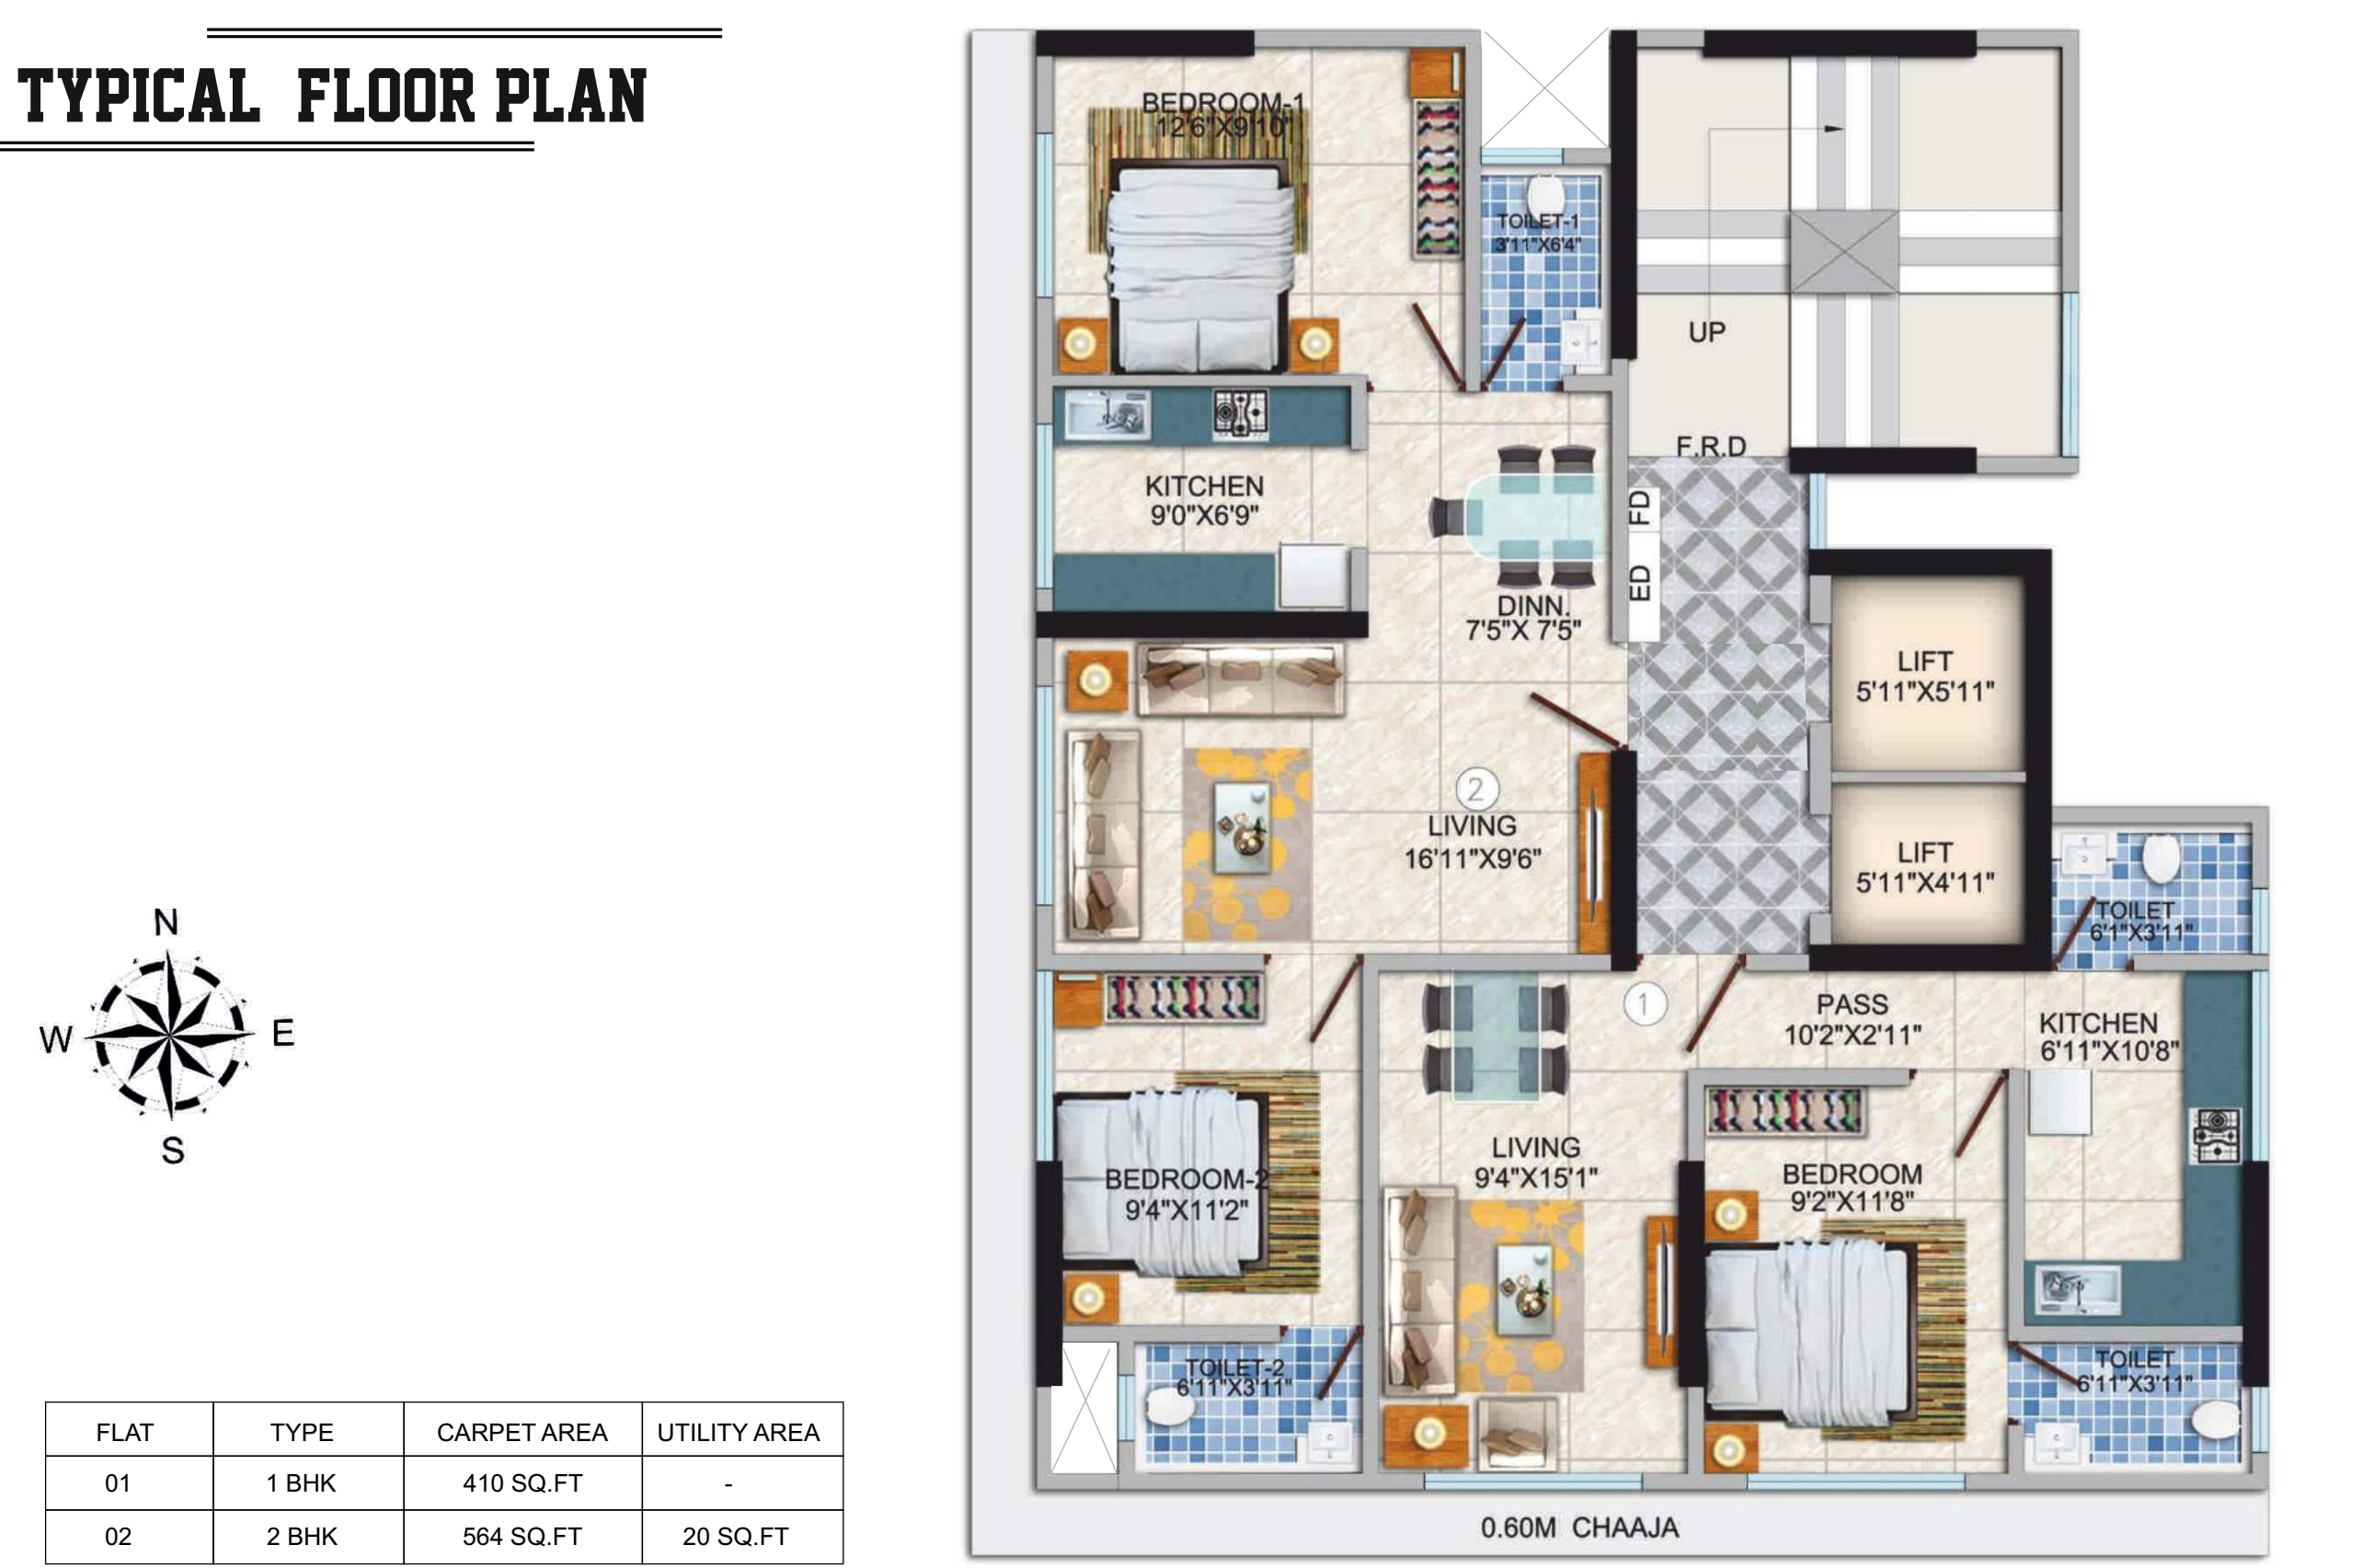 TYPICAL FLOOR PLAN
BEDROOM-1
12'6"X9'10"
TOILET-1
3'11"X6'4"
UP
F.R.D
KITCHEN
9'0"X6'9"
FD
ED
DINN.
7'5"X 7'5"
LIFT
5'11"X5'11"
2
LIVING
16'11"X9'6"
LIFT
5'11"X4'11"
TOILET
6'1"X3'11"
N
W
E
S
1
PASS
10'2"X2'11"
KITCHEN
6'11"X10'8"
BEDROOM-2
9'4"X11'2"
LIVING
9'4"X15'1"
BEDROOM
9'2"X11'8"
TOILET-2
6'11"X3'11"
TOILET
6'11"X3'11"
0.60M CHAAJA
FLAT TYPE CARPET AREA UTILITY AREA
01 1 BHK 410 SQ.FT -
02 2 BHK 564 SQ.FT 20 SQ.FT